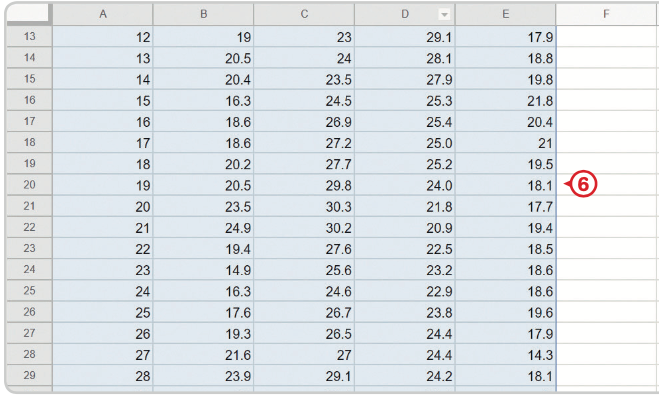 A B C D E F
13 12 19 23 29.1 17.9
14 13 20.5 24 28.1 18.8
15 14 20.4 23.5 27.9 19.8
16 15 16.3 24.5 25.3 21.8
17 16 18.6 26.9 25.4 20.4
18 17 18.6 27.2 25.0 21
19 18 20.2 27.7 25.2 19.5
20 19 20.5 29.8 24.0 18.1 6
21 20 23.5 30.3 21.8 17.7
22 21 24.9 30.2 20.9 19.4
23 22 19.4 27.6 22.5 18.5
24 23 14.9 25.6 23.2 18.6
25 24 16.3 24.6 22.9 18.6
26 25 17.6 26.7 23.8 19.6
27 26 19.3 26.5 24.4 17.9
28 27 21.6 27 24.4 14.3
29 28 23.9 29.1 24.2 18.1